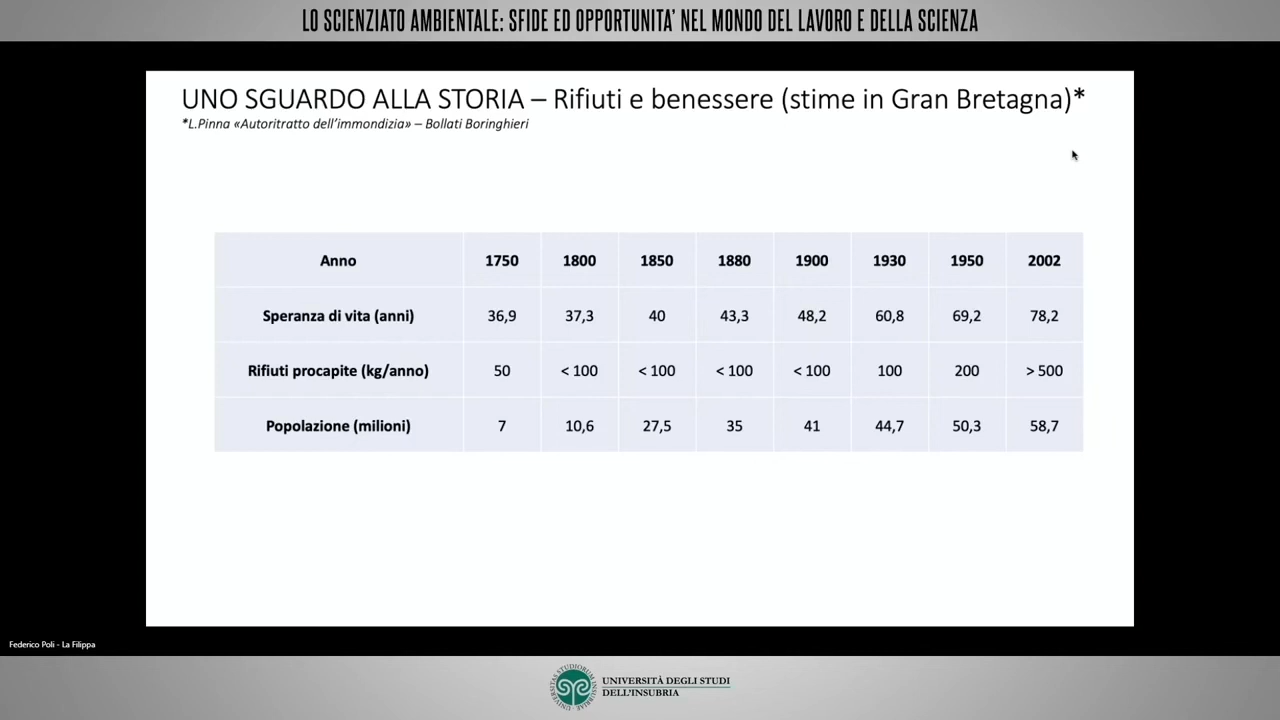 LO SCIENZIATO AMBIENTALE: SFIDE ED OPPORTUNITA' NEL MONDO DEL LAVORO E DELLA SCIENZA
UNO SGUARDO ALLA STORIA – Rifiuti e benessere (stime in Gran Bretagna)*
*L.Pinna «Autoritratto dell'immondizia» – Bollati Boringhieri
Anno 1750 1800 1850 1880 1900 1930 1950 2002
Speranza di vita (anni) 36,9 37,3 40 43,3 48,2 60,8 69,2 78,2
Rifiuti procapite (kg/anno) 50 < 100 < 100 < 100 < 100 100 200 > 500
Popolazione (milioni) 7 10,6 27,5 35 41 44,7 50,3 58,7
Federico Poli - La Filippa
UNIVERSITÀ DEGLI STUDI
DELL'INSUBRIA